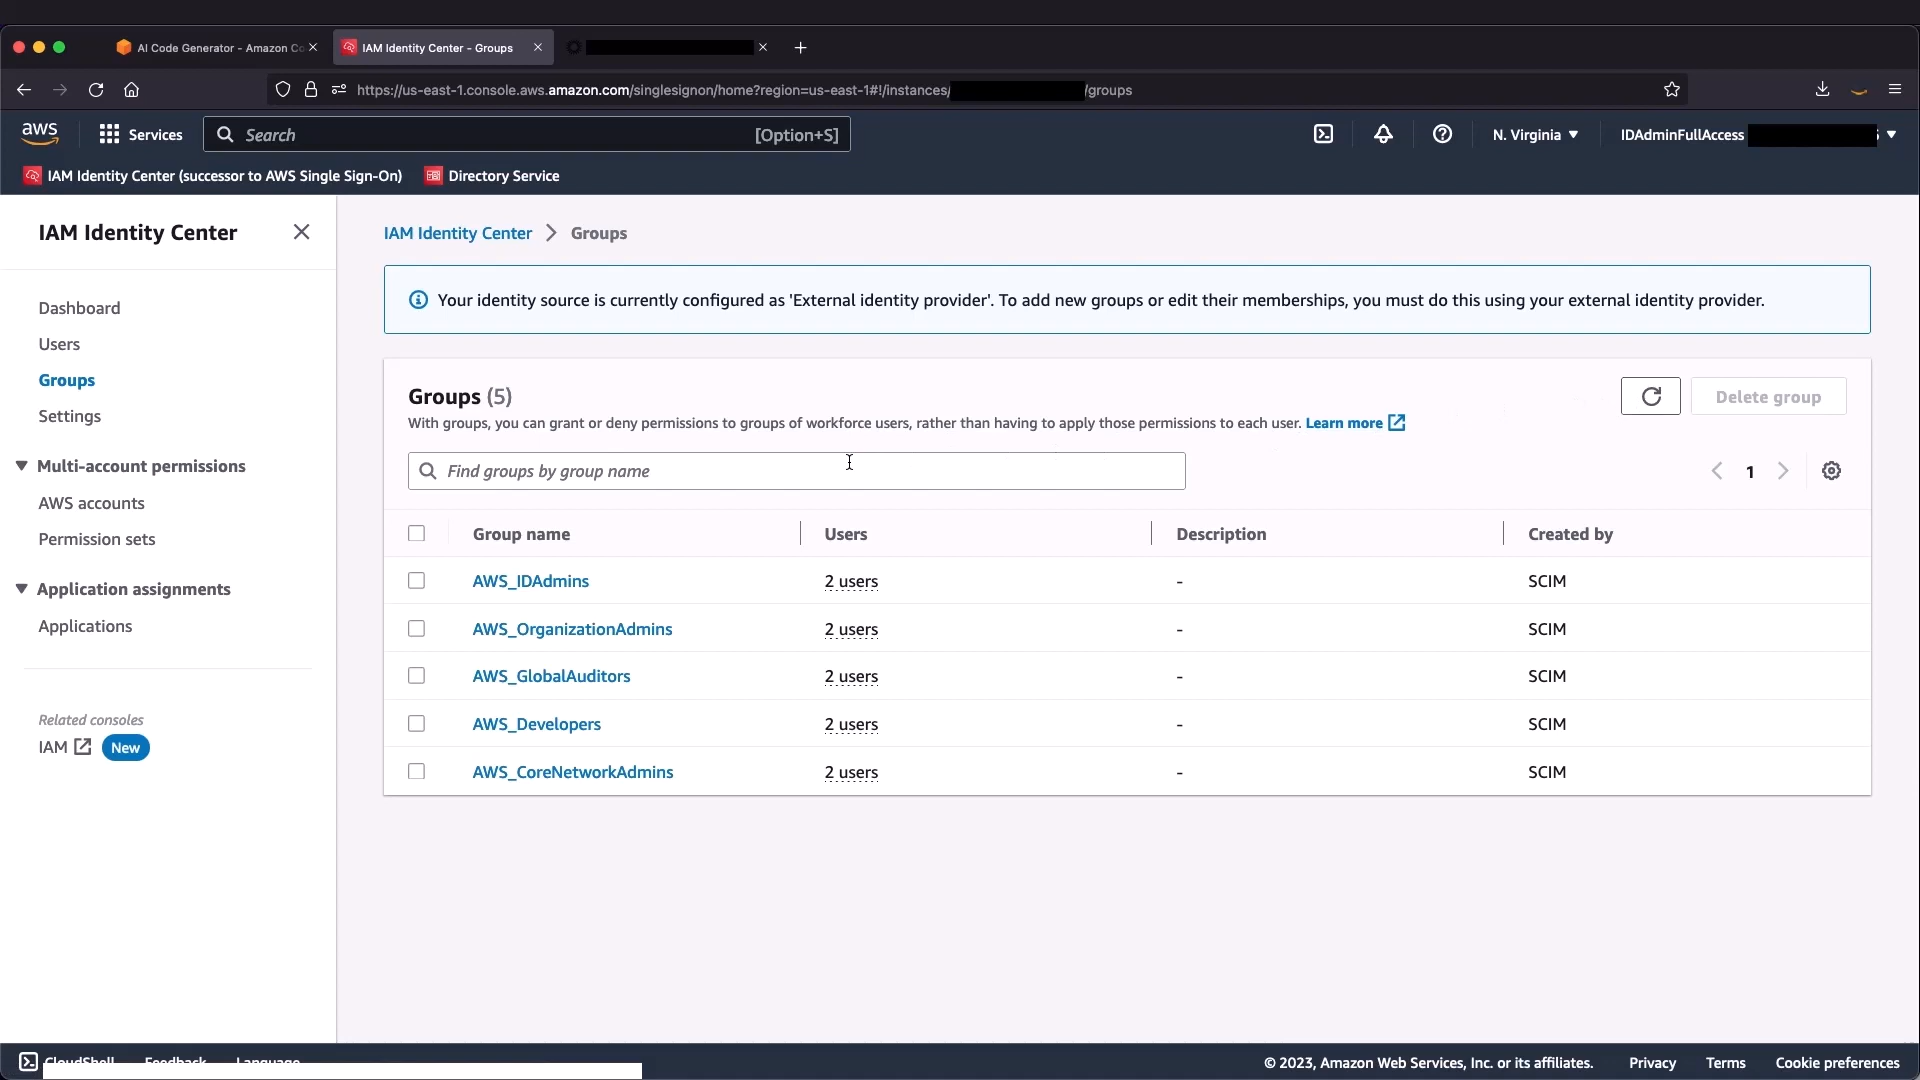 AI Code Generator - Amazon Co
IAM Identity Center - Groups
https://us-east-1.console.aws.amazon.com/singlesignon/home?region=us-east-1#!/instances/
/groups
aws
Services
Search
[Option+S]
N. Virginia
IDAdminFullAccess
IAM Identity Center (successor to AWS Single Sign-On)
Directory Service
IAM Identity Center
Dashboard
Users
Groups
Settings
Multi-account permissions
AWS accounts
Permission sets
Application assignments
Applications
Related consoles
IAM New
IAM Identity Center > Groups
Your identity source is currently configured as 'External identity provider'. To add new groups or edit their memberships, you must do this using your external identity provider.
Groups (5)
Delete group
With groups, you can grant or deny permissions to groups of workforce users, rather than having to apply those permissions to each user. Learn more
Find groups by group name
1
Group name Users Description Created by
AWS_IDAdmins 2 users - SCIM
AWS_OrganizationAdmins 2 users - SCIM
AWS_GlobalAuditors 2 users - SCIM
AWS_Developers 2 users - SCIM
AWS_CoreNetworkAdmins 2 users - SCIM
CloudShell Feedback Language
© 2023, Amazon Web Services, Inc. or its affiliates. Privacy Terms Cookie preferences